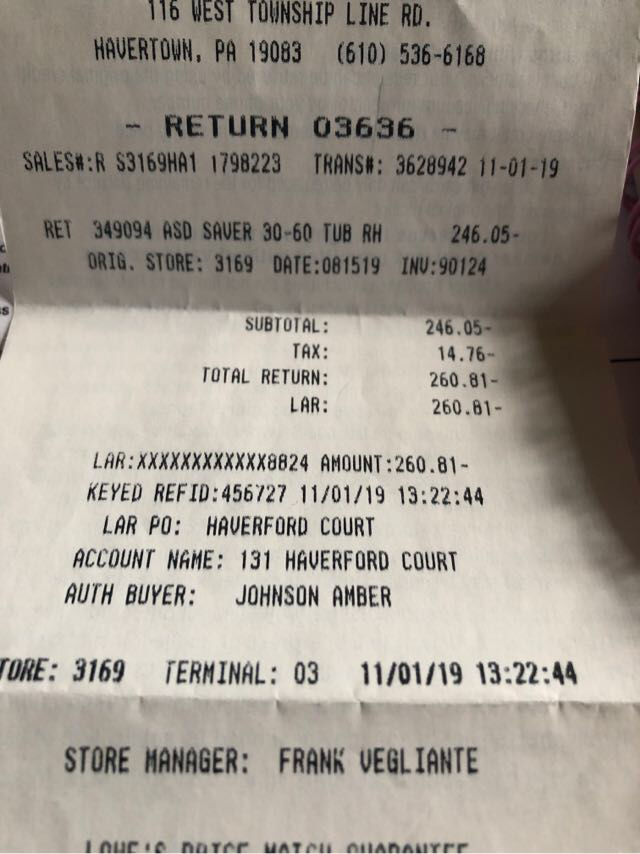 116 WEST TOWNSHIP LINE RD.
HAVERTOWN, PA 19083 (610) 536-6168
- RETURN 03636 -
SALES#:R S3169HA1 1798223 TRANS#: 3628942 11-01-19
RET 349094 ASD SAVER 30-60 TUB RH 246.05-
ORIG. STORE: 3169 DATE:081519 INV:90124
SUBTOTAL: 246.05-
TAX: 14.76-
TOTAL RETURN: 260.81-
LAR: 260.81-
LAR:XXXXXXXXXXXX8824 AMOUNT:260.81-
KEYED REFID:456727 11/01/19 13:22:44
LAR PO: HAVERFORD COURT
ACCOUNT NAME: 131 HAVERFORD COURT
AUTH BUYER: JOHNSON AMBER
TORE: 3169 TERMINAL: 03 11/01/19 13:22:44
STORE MANAGER: FRANK VEGLIANTE
LOWE'S PRICE MATCH GUARANTEE